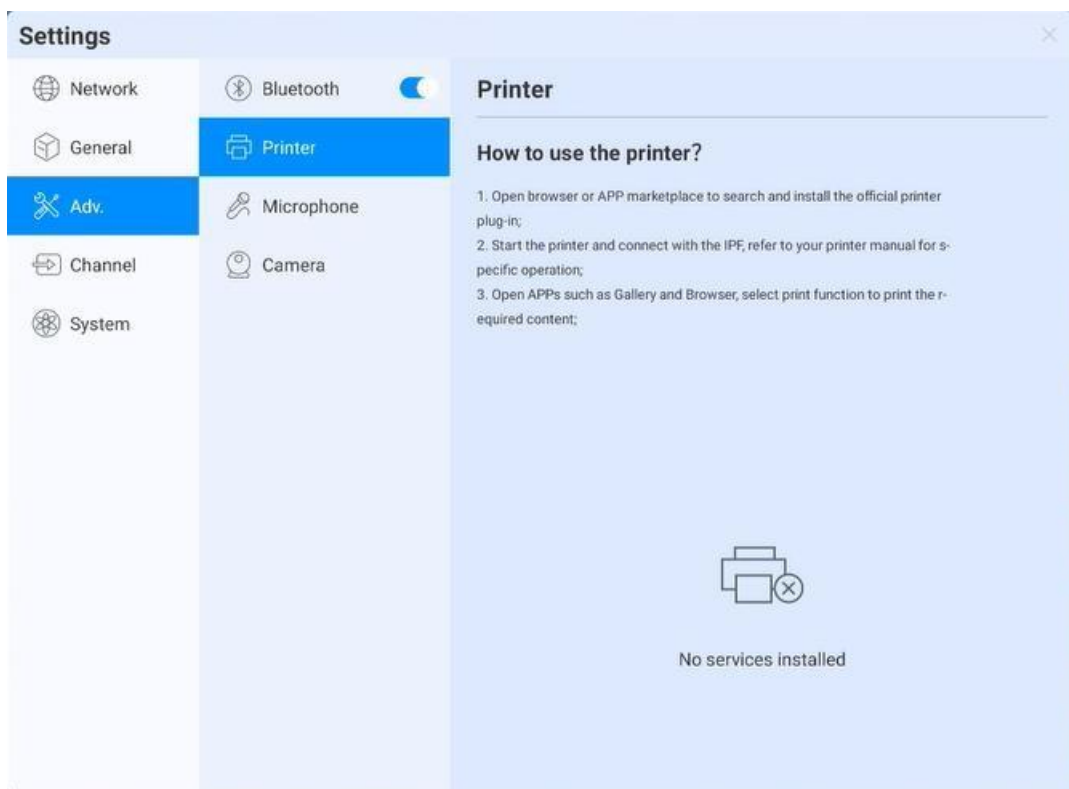 Settings
Network
General
Adv.
Channel
System
Bluetooth
Printer
Microphone
Camera
Printer
How to use the printer?
1. Open browser or APP marketplace to search and install the official printer
plug-in;
2. Start the printer and connect with the IPF, refer to your printer manual for s-
pecific operation;
3. Open APPs such as Gallery and Browser, select print function to print the r-
equired content;
No services installed